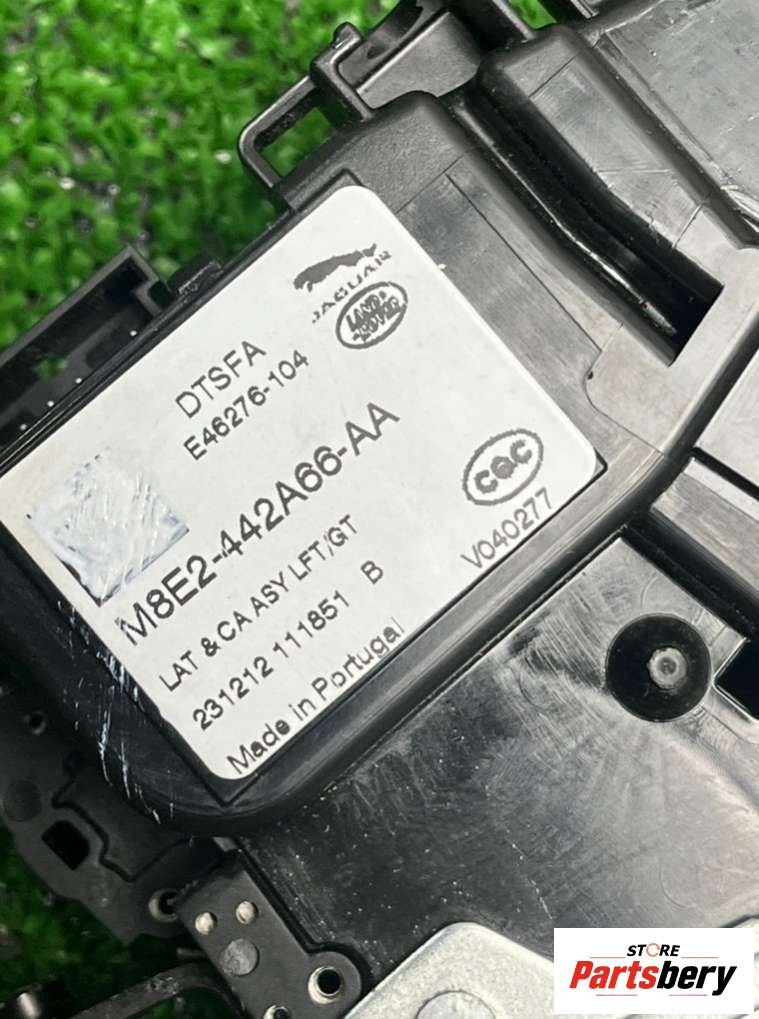 JAGUAR
LAND ROVER
DTSFA
E46276-104
M8E2-442A66-AA
CQC
LAT & CA ASY LFT/GT
231212 111851 B
V040277
Made in Portugal
STORE
Partsbery